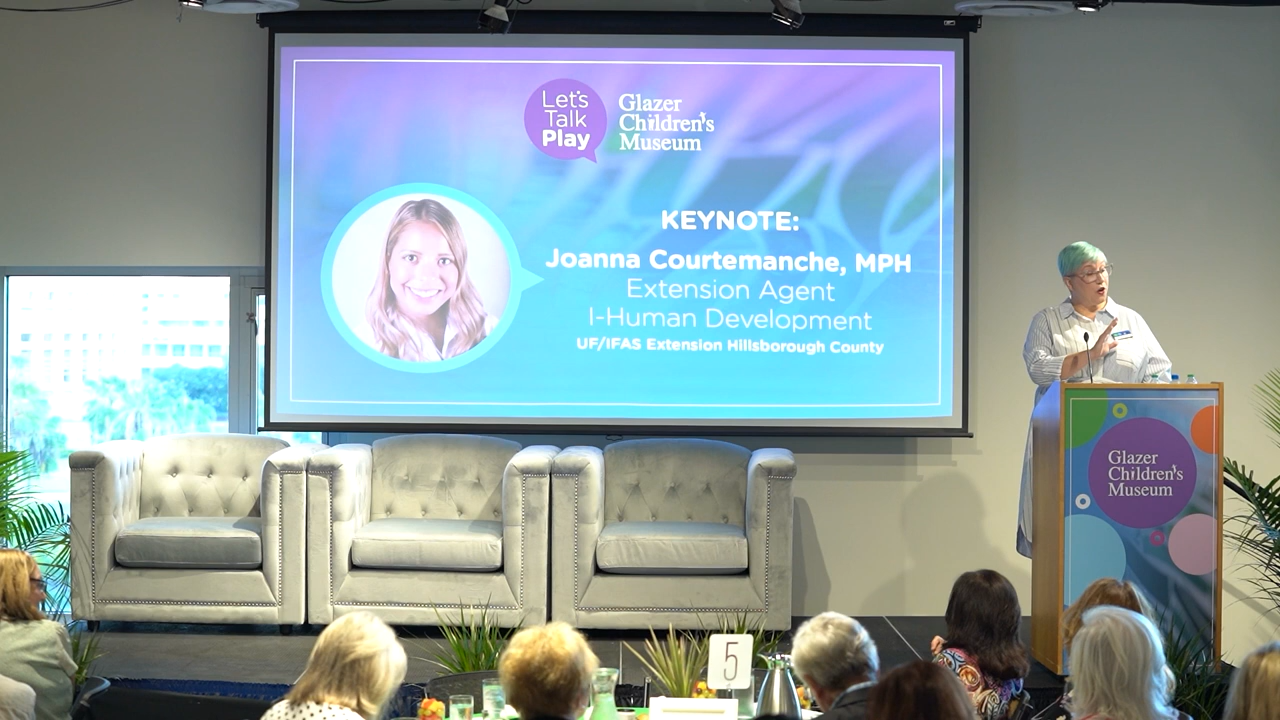 Let's
Talk
Play
Glazer
Children's
Museum
KEYNOTE:
Joanna Courtemanche, MPH
Extension Agent
I-Human Development
UF/IFAS Extension Hillsborough County
Glazer
Children's
Museum
5